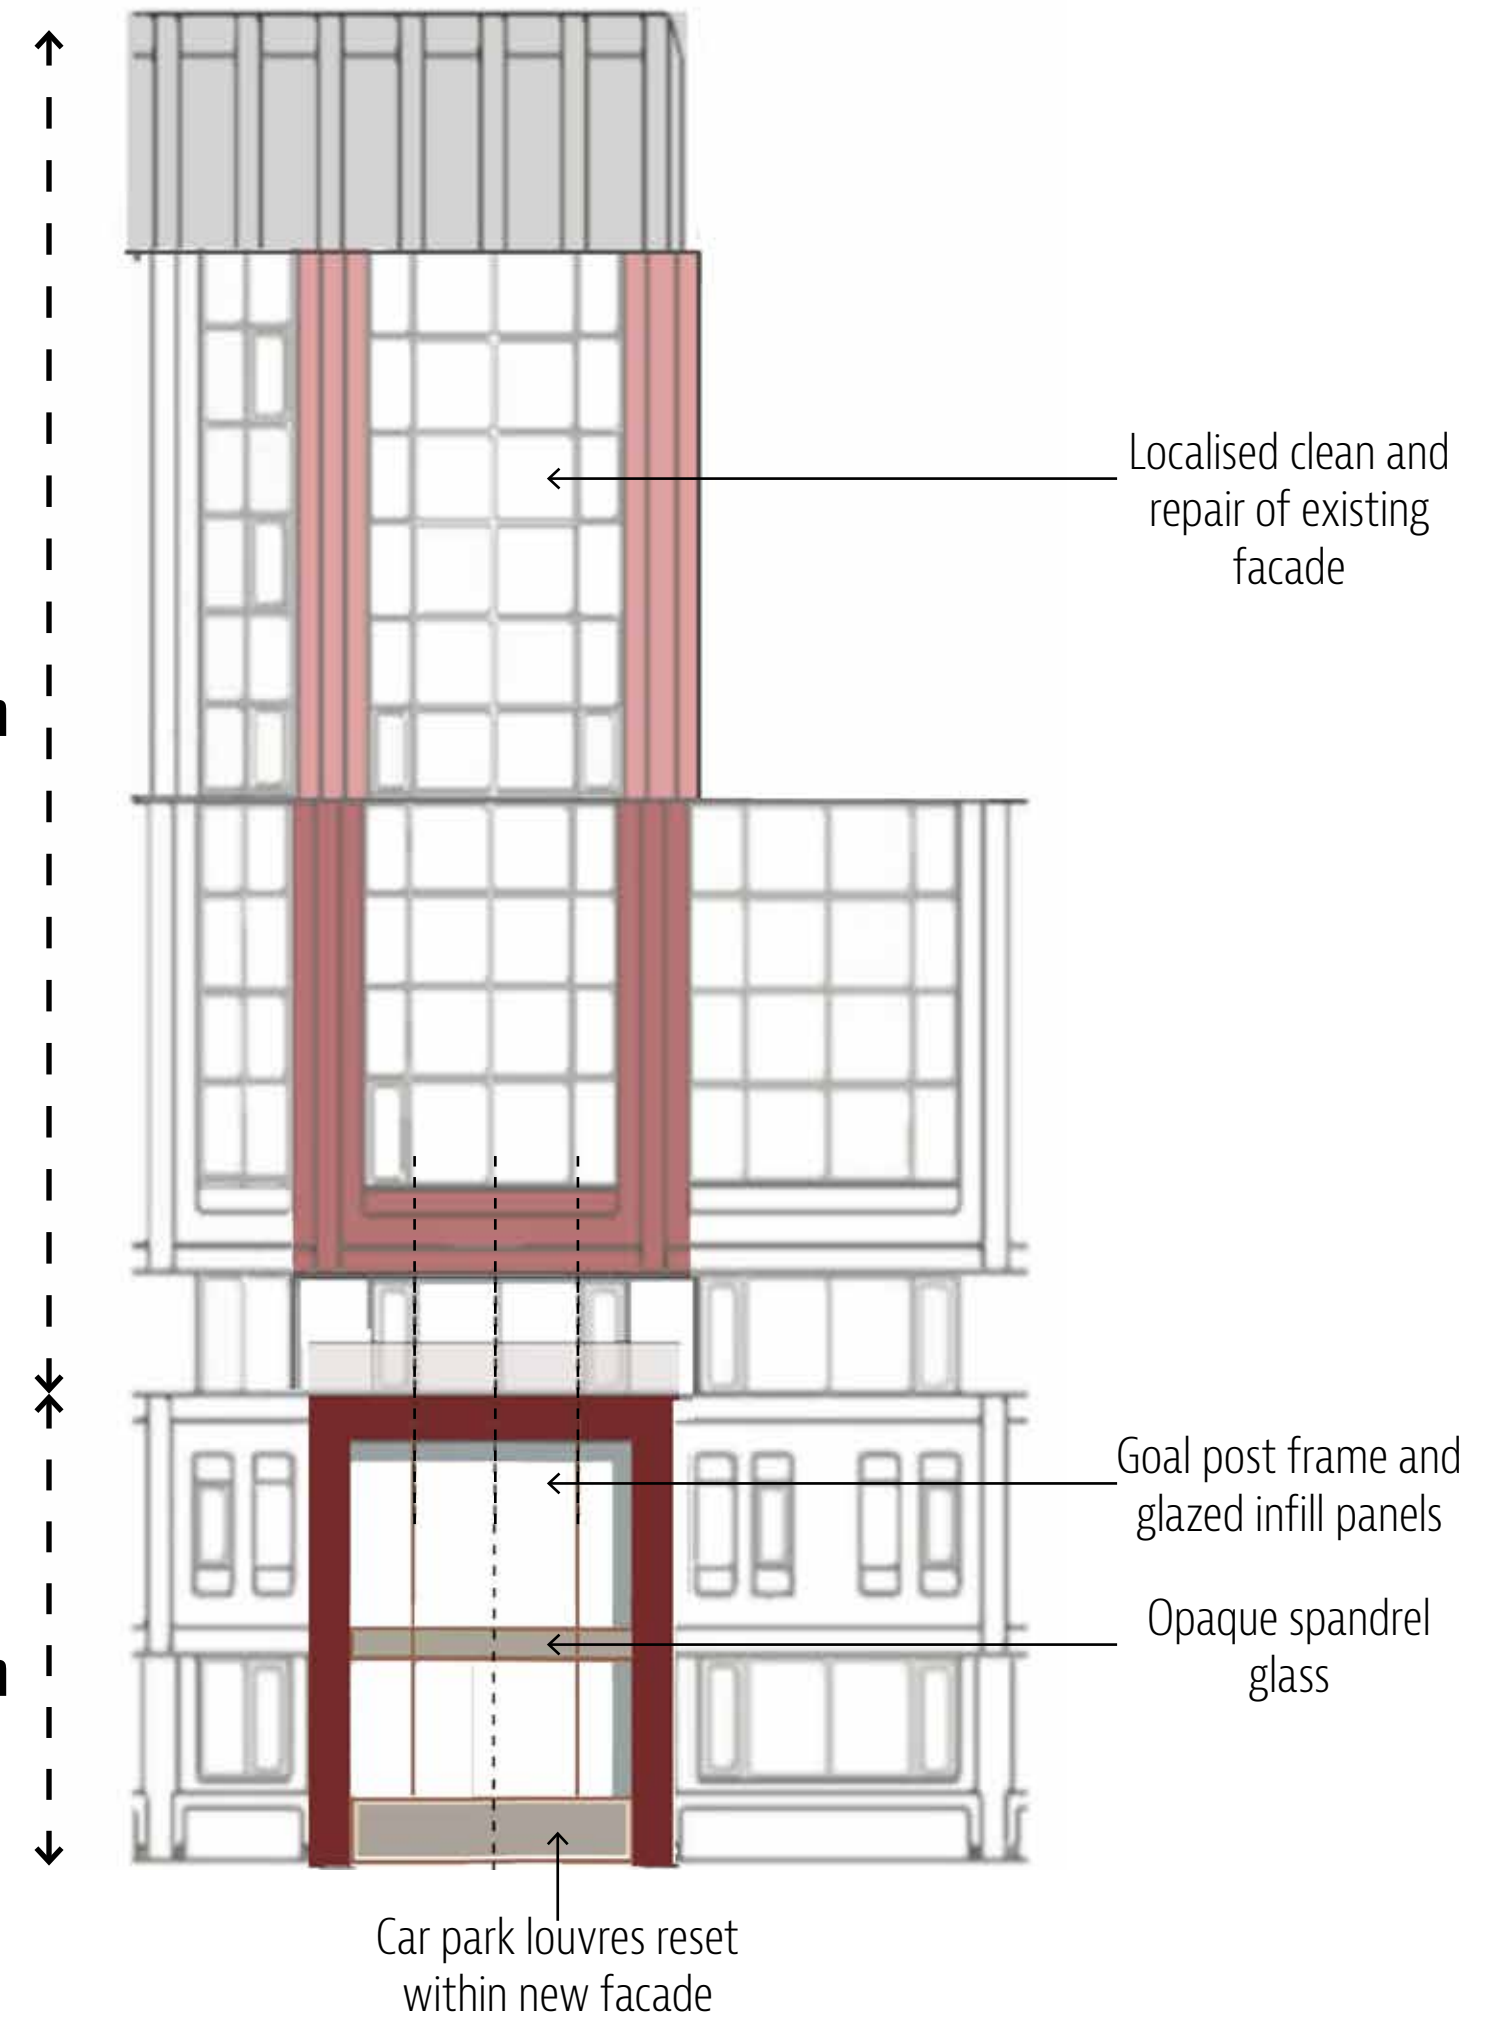 Localised clean and
repair of existing
facade
Goal post frame and
glazed infill panels
Opaque spandrel
glass
Car park louvres reset
within new facade